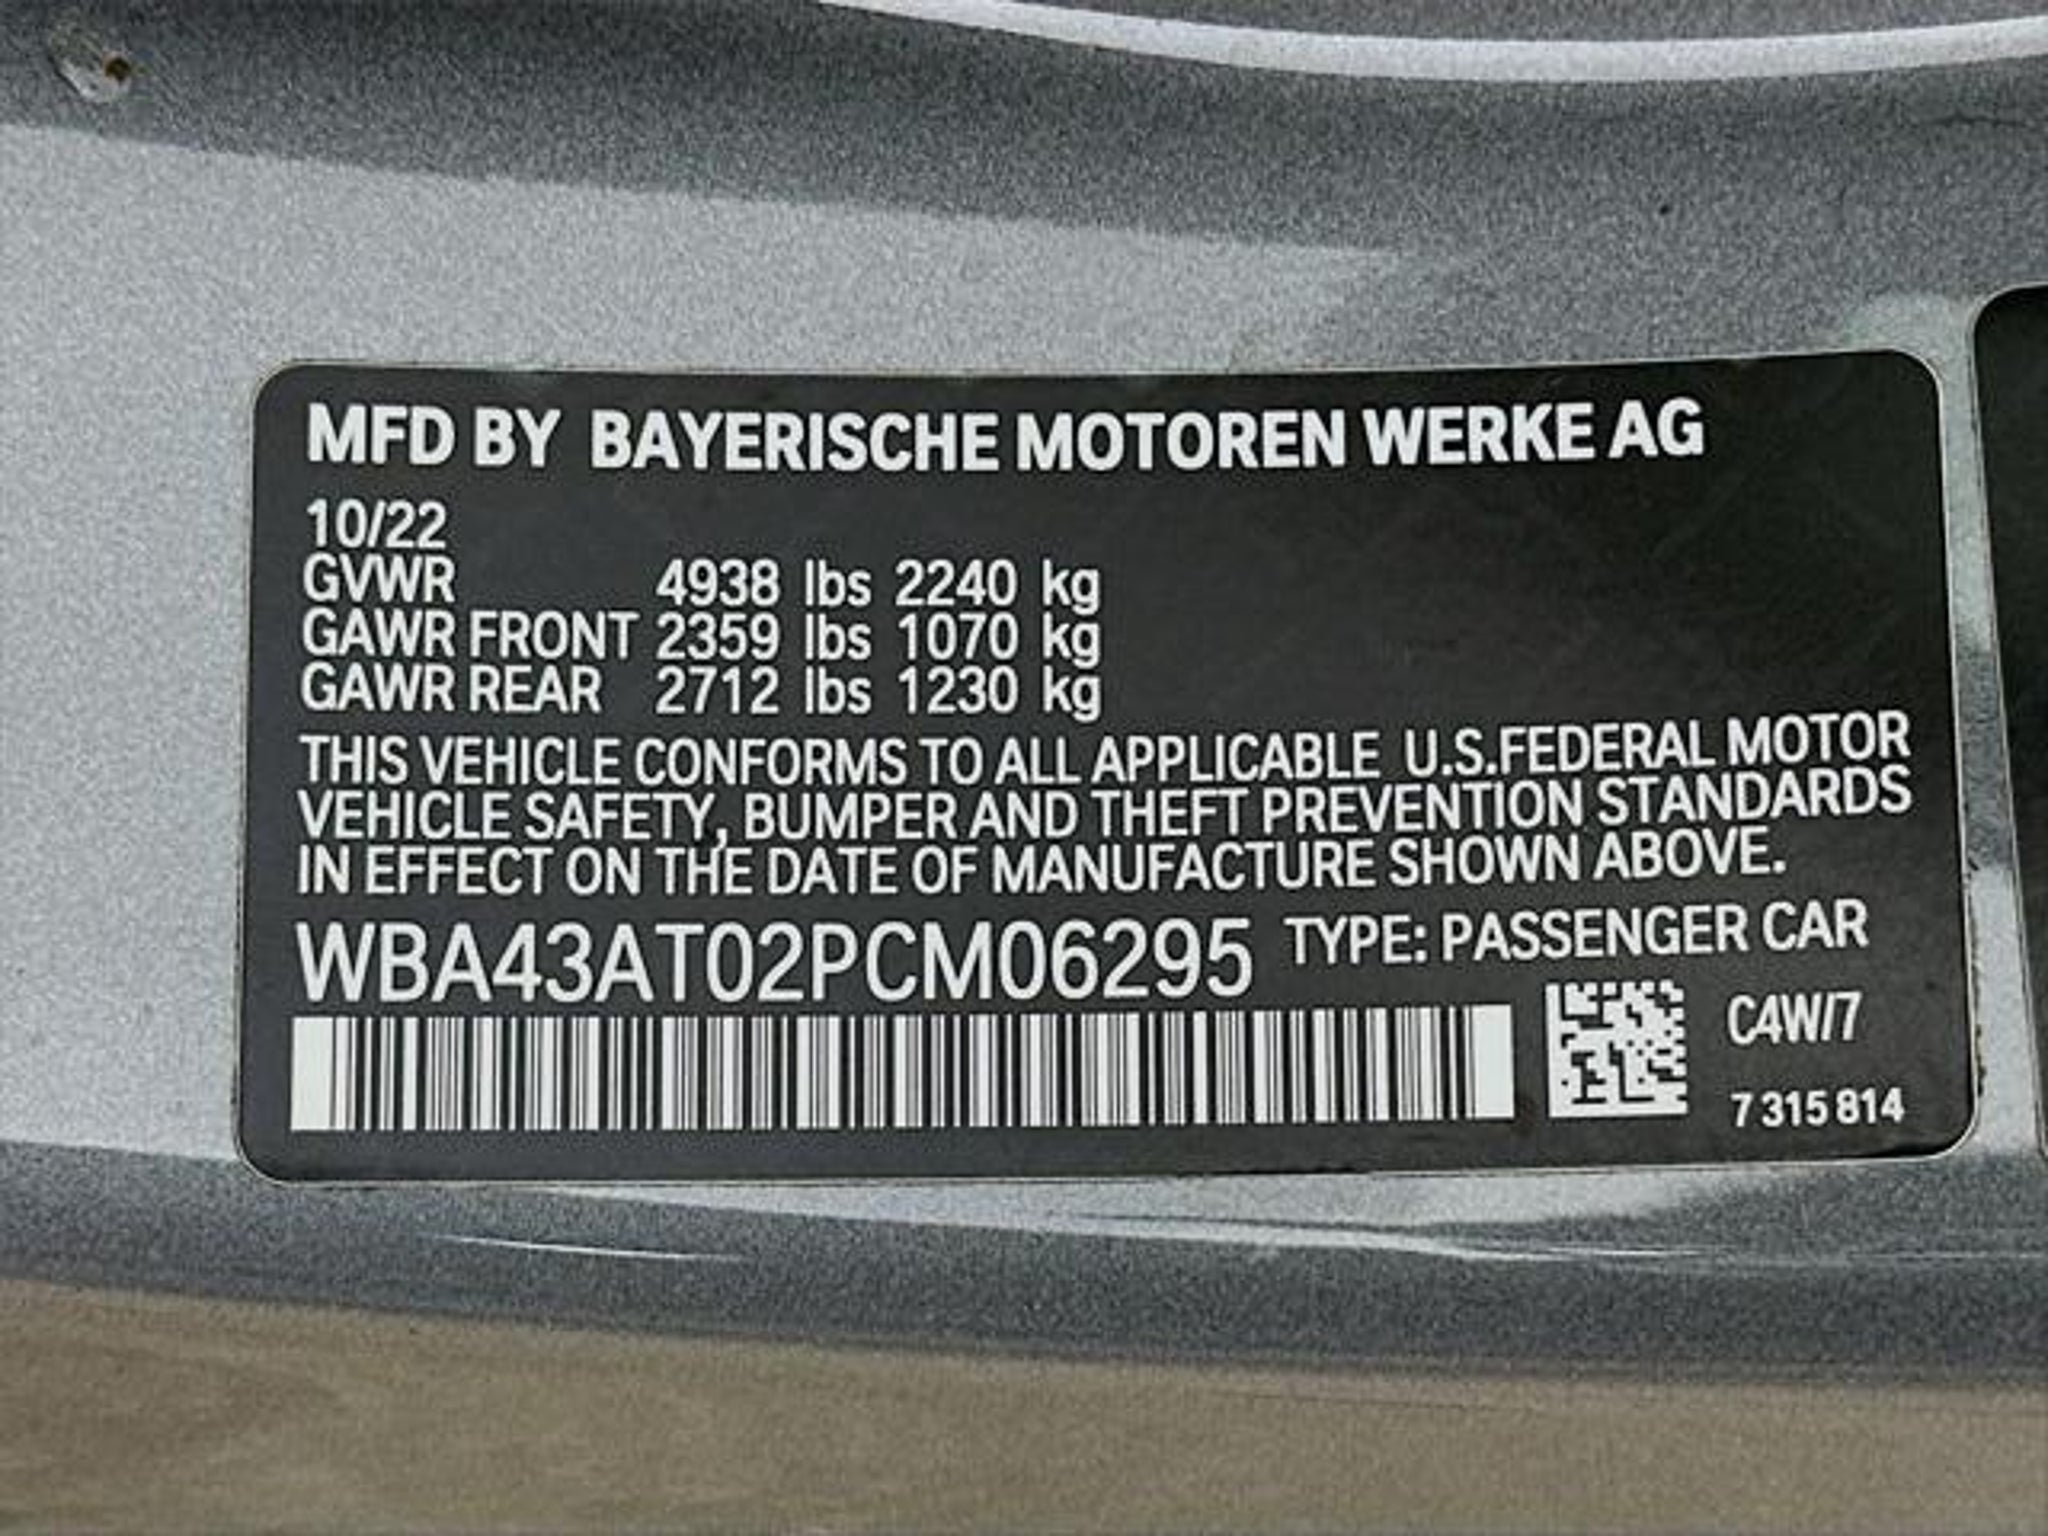 MFD BY BAYERISCHE MOTOREN WERKE AG
10/22
GVWR 4938 lbs 2240 kg
GAWR FRONT 2359 lbs 1070 kg
GAWR REAR 2712 lbs 1230 kg
THIS VEHICLE CONFORMS TO ALL APPLICABLE U.S.FEDERAL MOTOR
VEHICLE SAFETY, BUMPER AND THEFT PREVENTION STANDARDS
IN EFFECT ON THE DATE OF MANUFACTURE SHOWN ABOVE.
WBA43AT02PCM06295 TYPE: PASSENGER CAR
C4W/7
7 315 814